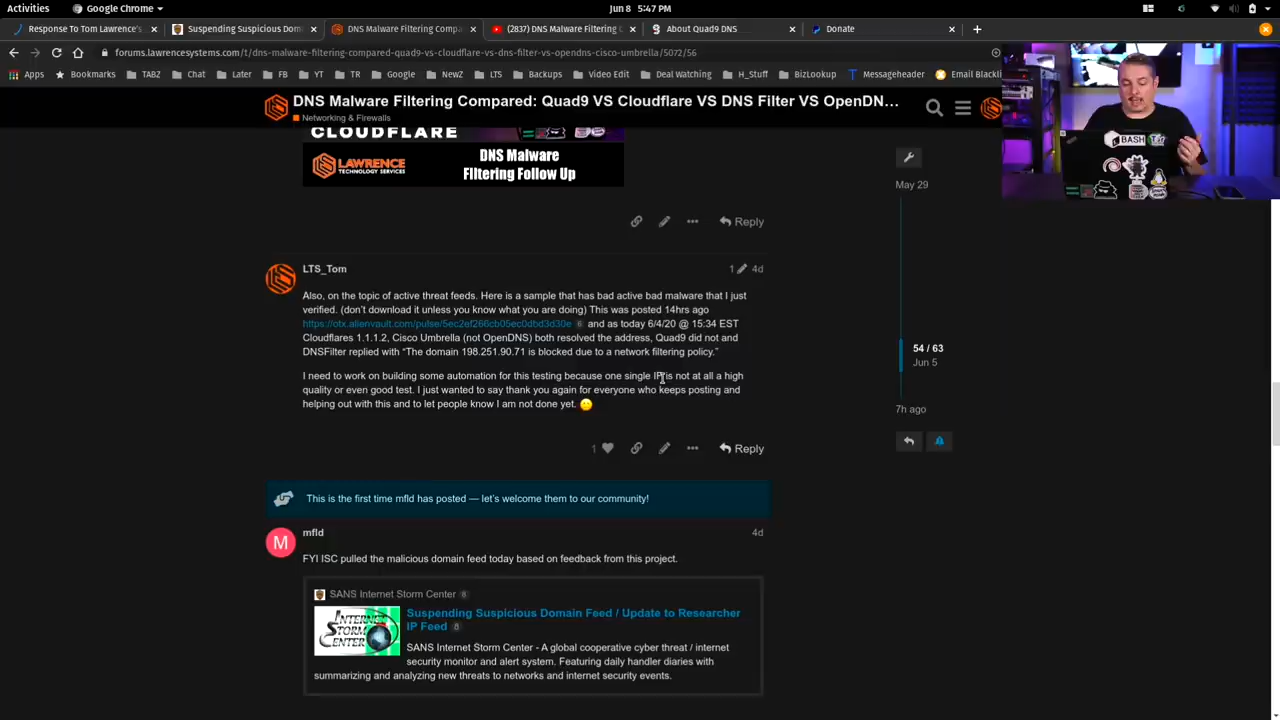 Activities
Google Chrome
Jun 8 5:47 PM
Response To Tom Lawrence's
Suspending Suspicious Domai
DNS Malware Filtering Compa
(2837) DNS Malware Filtering C
About Quad9 DNS
Donate
forums.lawrencesystems.com/t/dns-malware-filtering-compared-quad9-vs-cloudflare-vs-dns-filter-vs-opendns-cisco-umbrella/5072/56
Apps
Bookmarks
TABZ
Chat
Later
FB
YT
TR
Google
NewZ
LTS
Backups
Video Edit
Deal Watching
H_Stuff
BizLookup
Messageheader
Email Blackli
DNS Malware Filtering Compared: Quad9 VS Cloudflare VS DNS Filter VS OpenDN...
Networking & Firewalls
CLOUDFLARE
LAWRENCE
TECHNOLOGY SERVICES
DNS Malware
Filtering Follow Up
BASH
May 29
Reply
LTS_Tom
1
4d
Also, on the topic of active threat feeds. Here is a sample that has bad active bad malware that I just
verified. (don't download it unless you know what you are doing) This was posted 14hrs ago
https://otx.alienvault.com/pulse/5ec2ef266cb05ec0dbd3d30e 6 and as today 6/4/20 @ 15:34 EST
Cloudflares 1.1.1.2, Cisco Umbrella (not OpenDNS) both resolved the address, Quad9 did not and
DNSFilter replied with “The domain 198.251.90.71 is blocked due to a network filtering policy.”
54 / 63
Jun 5
I need to work on building some automation for this testing because one single IP is not at all a high
quality or even good test. I just wanted to say thank you again for everyone who keeps posting and
helping out with this and to let people know I am not done yet.
7h ago
1
Reply
This is the first time mfld has posted — let's welcome them to our community!
M
mfld
4d
FYI ISC pulled the malicious domain feed today based on feedback from this project.
SANS Internet Storm Center 8
INTERNET
STORM
CENTER
Suspending Suspicious Domain Feed / Update to Researcher
IP Feed 8
SANS Internet Storm Center - A global cooperative cyber threat / internet
security monitor and alert system. Featuring daily handler diaries with
summarizing and analyzing new threats to networks and internet security events.